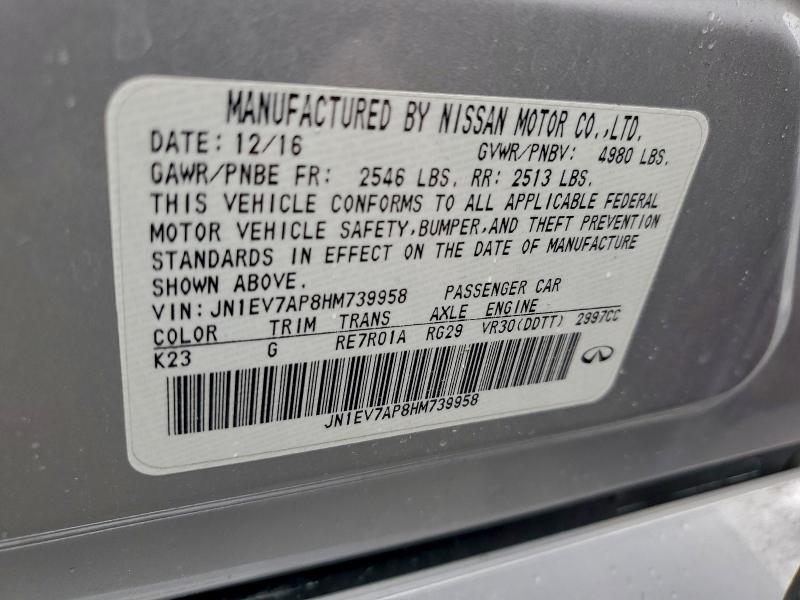 MANUFACTURED BY NISSAN MOTOR CO.,LTD.
DATE: 12/16 GVWR/PNBV: 4980 LBS.
GAWR/PNBE FR: 2546 LBS. RR: 2513 LBS.
THIS VEHICLE CONFORMS TO ALL APPLICABLE FEDERAL
MOTOR VEHICLE SAFETY,BUMPER,AND THEFT PREVENTION
STANDARDS IN EFFECT ON THE DATE OF MANUFACTURE
SHOWN ABOVE.
VIN: JN1EV7AP8HM739958 PASSENGER CAR
COLOR TRIM TRANS AXLE ENGINE
K23 G RE7R01A RG29 VR30(DDTT) 2997CC
JN1EV7AP8HM739958